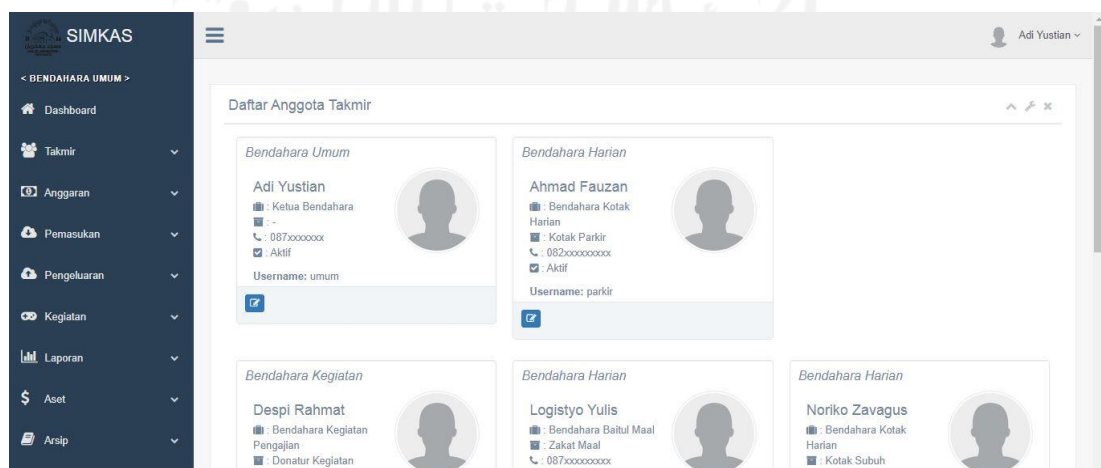 SIMKAS
Adi Yustian
< BENDAHARA UMUM >
Dashboard
Takmir
Anggaran
Pemasukan
Pengeluaran
Kegiatan
Laporan
$ Aset
Arsip
Daftar Anggota Takmir
Bendahara Umum
Adi Yustian
: Ketua Bendahara
: -
: 087xxxxxxx
: Aktif
Username: umum
Bendahara Harian
Ahmad Fauzan
: Bendahara Kotak
Harian
: Kotak Parkir
: 082xxxxxxxxx
: Aktif
Username: parkir
Bendahara Kegiatan
Despi Rahmat
: Bendahara Kegiatan
Pengajian
: Donatur Kegiatan
Bendahara Harian
Logistyo Yulis
: Bendahara Baitul Maal
: Zakat Maal
: 087xxxxxxxxx
Bendahara Harian
Noriko Zavagus
: Bendahara Kotak
Harian
: Kotak Subuh